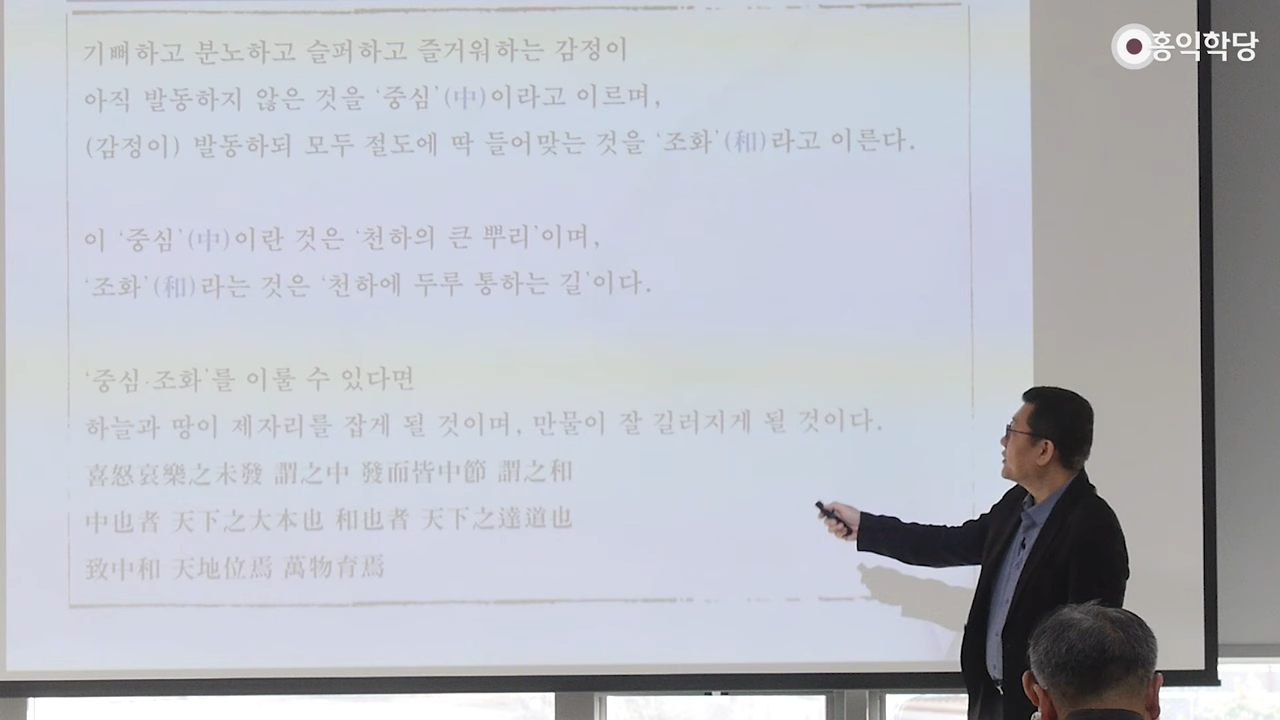 홍익학당
기뻐하고 분노하고 슬퍼하고 즐거워하는 감정이
아직 발동하지 않은 것을 ‘중심’(中)이라고 이르며,
(감정이) 발동하되 모두 절도에 딱 들어맞는 것을 ‘조화’(和)라고 이른다.
이 ‘중심’(中)이란 것은 ‘천하의 큰 뿌리’이며,
‘조화’(和)라는 것은 ‘천하에 두루 통하는 길’이다.
‘중심·조화’를 이룰 수 있다면
하늘과 땅이 제자리를 잡게 될 것이며, 만물이 잘 길러지게 될 것이다.
喜怒哀樂之未發 謂之中 發而皆中節 謂之和
中也者 天下之大本也 和也者 天下之達道也
致中和 天地位焉 萬物育焉